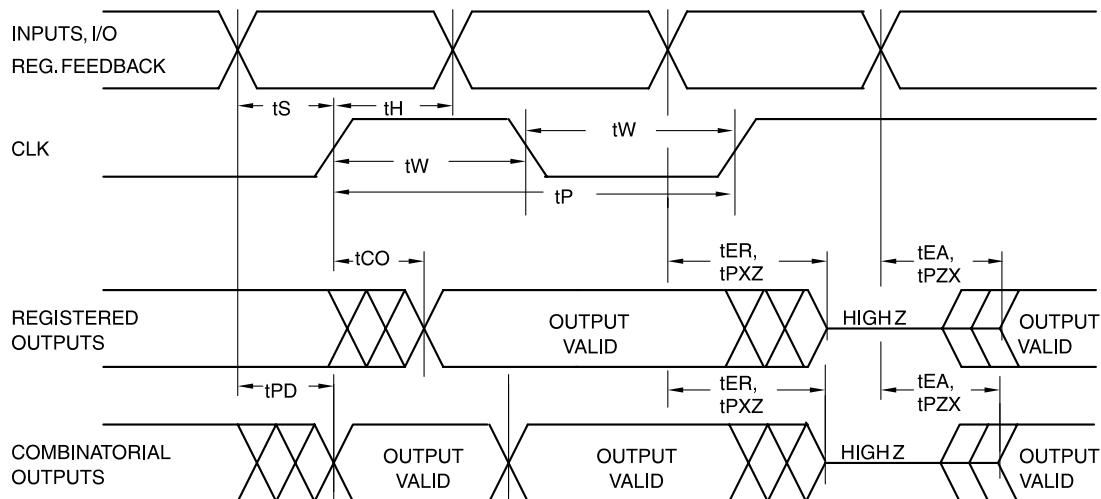 INPUTS, I/O
REG. FEEDBACK
tS
tH
CLK
tW
tW
tP
tCO
tER,
tPXZ
tEA,
tPZX
REGISTERED
OUTPUTS
OUTPUT
VALID
HIGH Z
OUTPUT
VALID
tPD
tER,
tPXZ
tEA,
tPZX
COMBINATORIAL
OUTPUTS
OUTPUT
VALID
OUTPUT
VALID
HIGH Z
OUTPUT
VALID